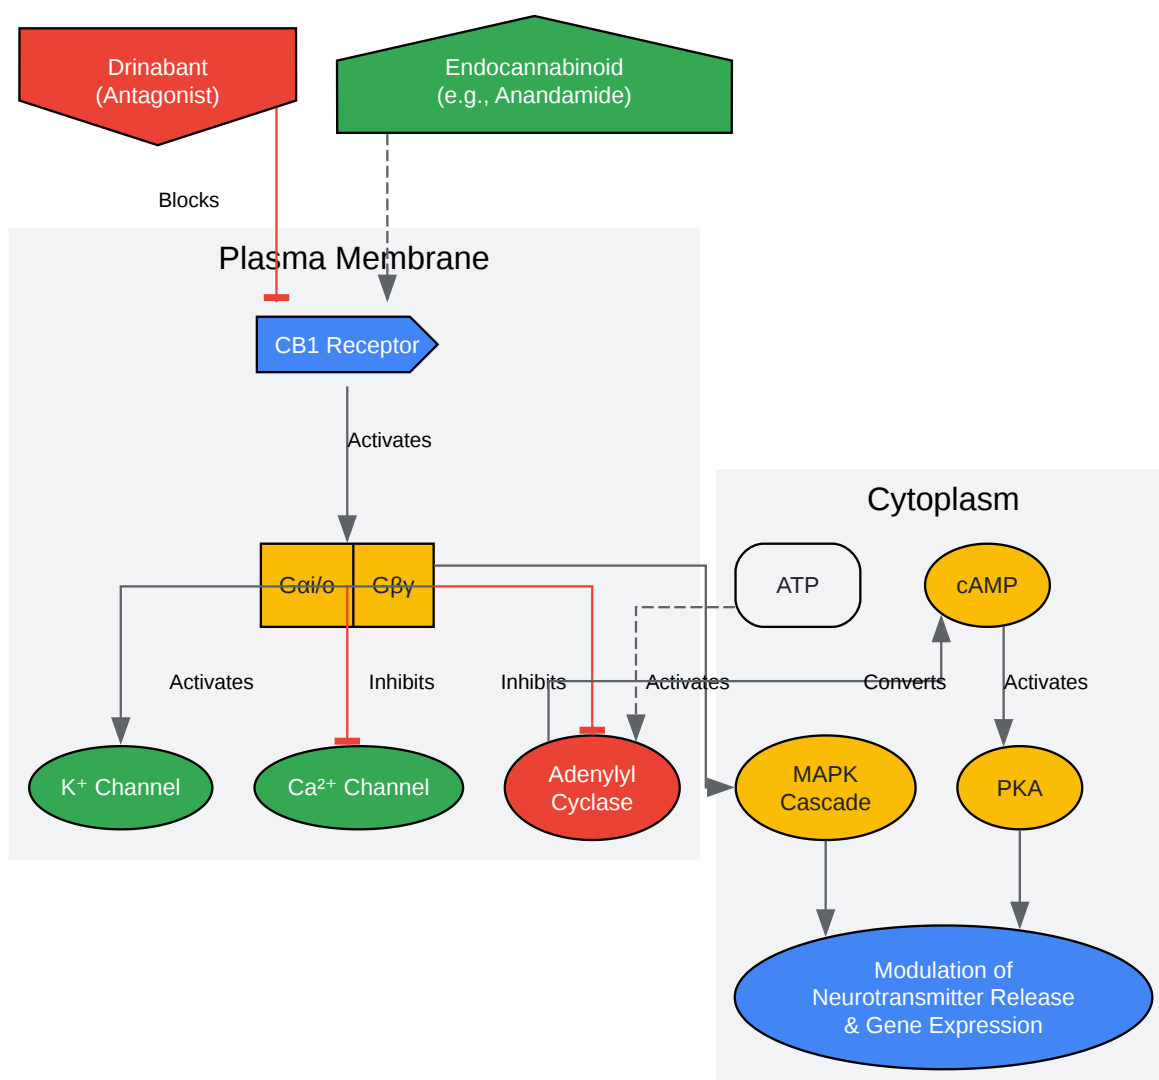 Drinabant
(Antagonist)
Endocannabinoid
(e.g., Anandamide)
Blocks
Plasma Membrane
CB1 Receptor
Activates
Cytoplasm
Gαi/o
Gβγ
ATP
cAMP
Activates
Inhibits
Inhibits
Activates
Converts
Activates
K⁺ Channel
Ca²⁺ Channel
Adenylyl
Cyclase
MAPK
Cascade
PKA
Modulation of
Neurotransmitter Release
& Gene Expression